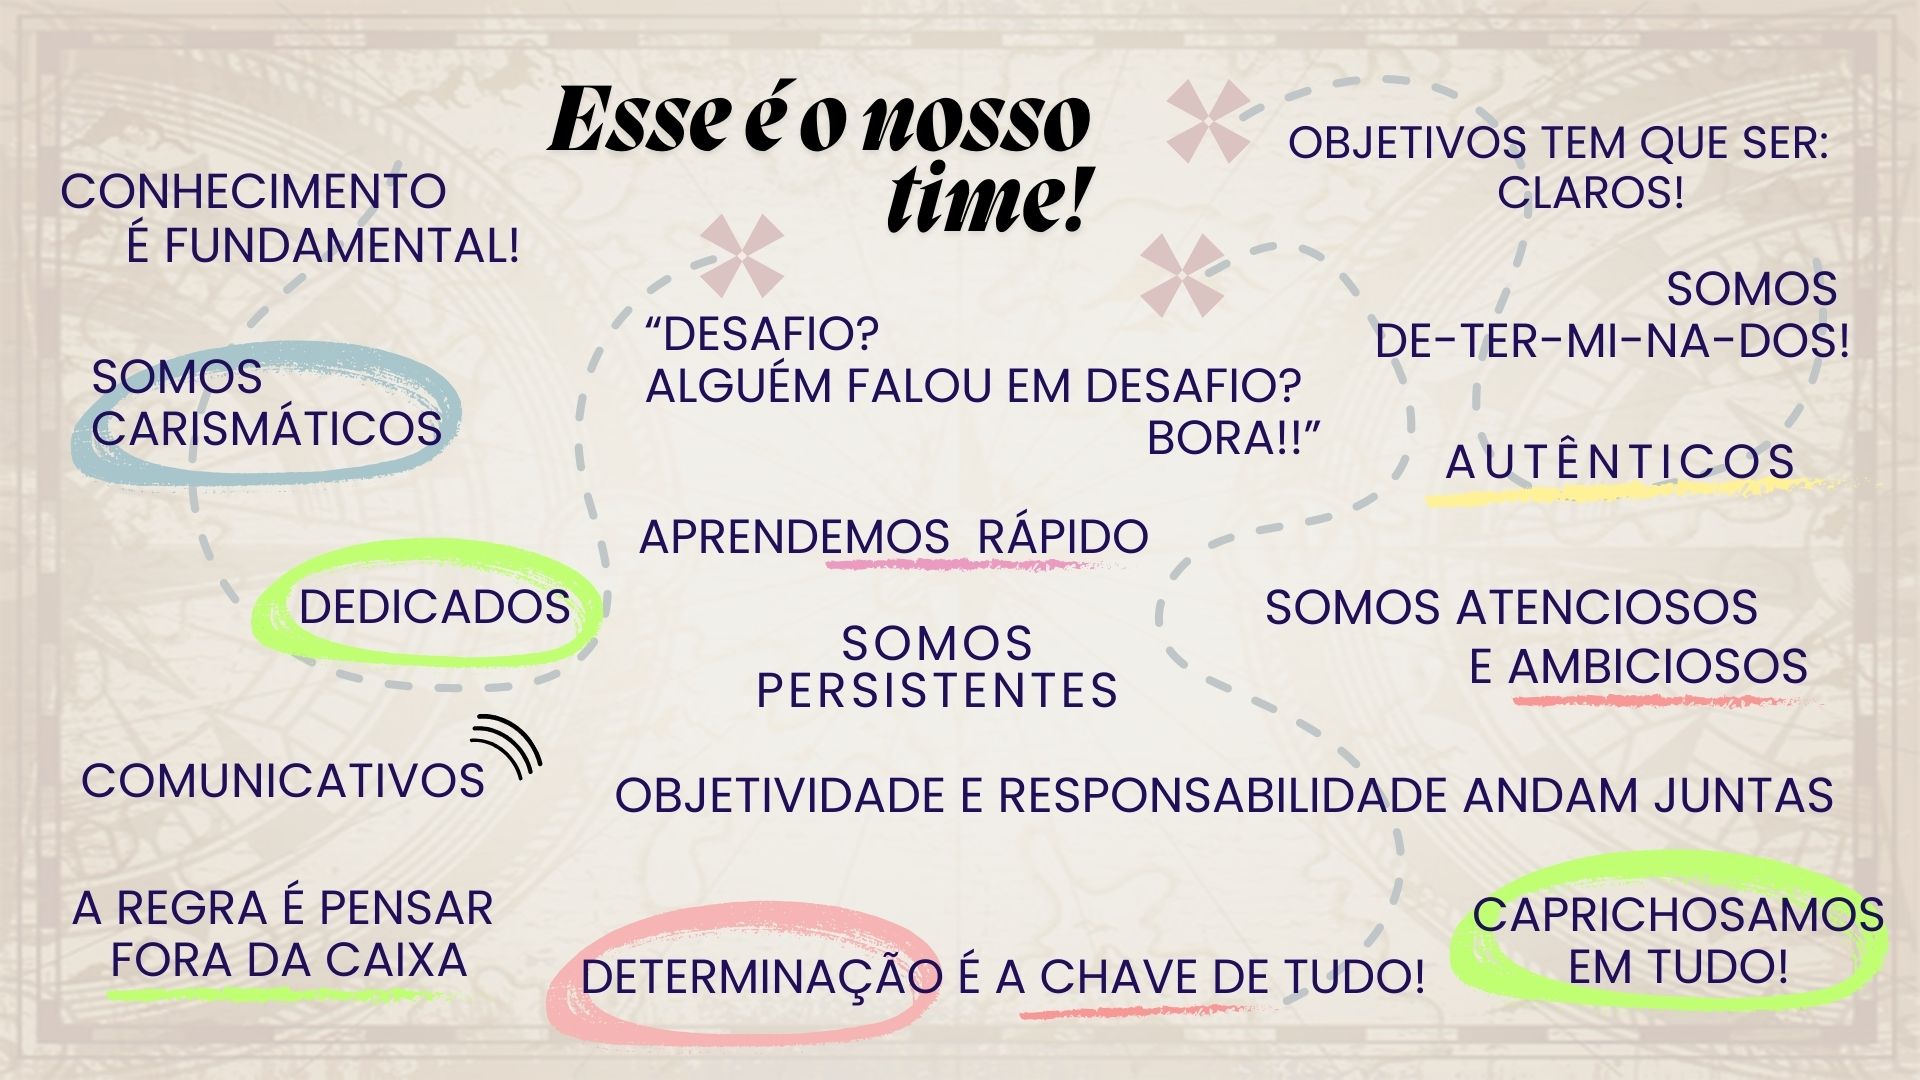 Esse é o nosso
time!
CONHECIMENTO
É FUNDAMENTAL!
OBJETIVOS TEM QUE SER:
CLAROS!
SOMOS
DE-TER-MI-NA-DOS!
"DESAFIO?
ALGUÉM FALOU EM DESAFIO?
BORA!!"
SOMOS
CARISMÁTICOS
AUTÊNTICOS
APRENDEMOS RÁPIDO
DEDICADOS
SOMOS ATENCIOSOS
E AMBICIOSOS
SOMOS
PERSISTENTES
COMUNICATIVOS
OBJETIVIDADE E RESPONSABILIDADE ANDAM JUNTAS
A REGRA É PENSAR
FORA DA CAIXA
DETERMINAÇÃO É A CHAVE DE TUDO!
CAPRICHOSAMOS
EM TUDO!